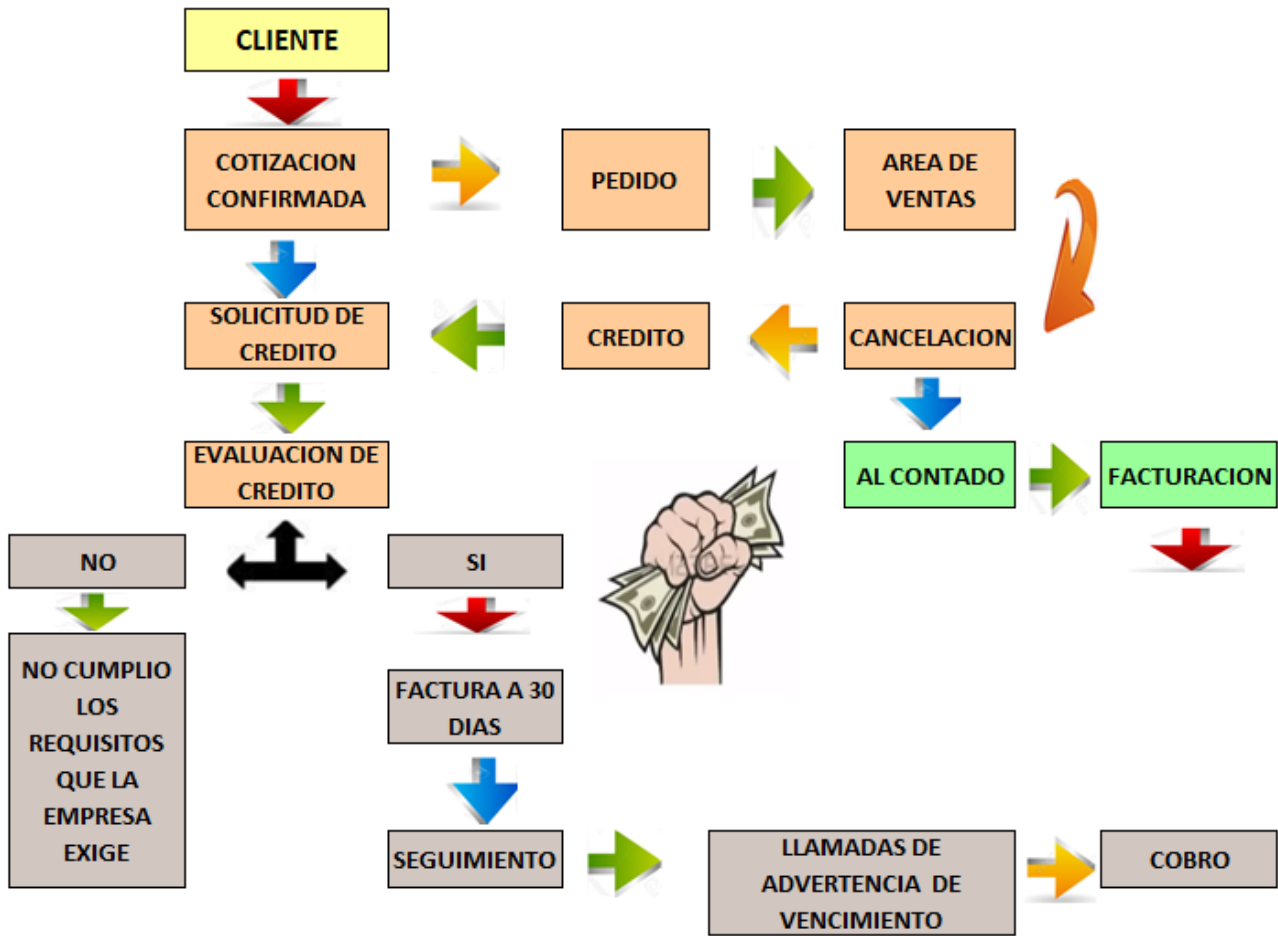 CLIENTE
COTIZACION
CONFIRMADA
PEDIDO
AREA DE
VENTAS
SOLICITUD DE
CREDITO
CREDITO
CANCELACION
EVALUACION DE
CREDITO
AL CONTADO
FACTURACION
NO
SI
NO CUMPLIO
LOS
REQUISITOS
QUE LA
EMPRESA
EXIGE
FACTURA A 30
DIAS
SEGUIMIENTO
LLAMADAS DE
ADVERTENCIA DE
VENCIMIENTO
COBRO